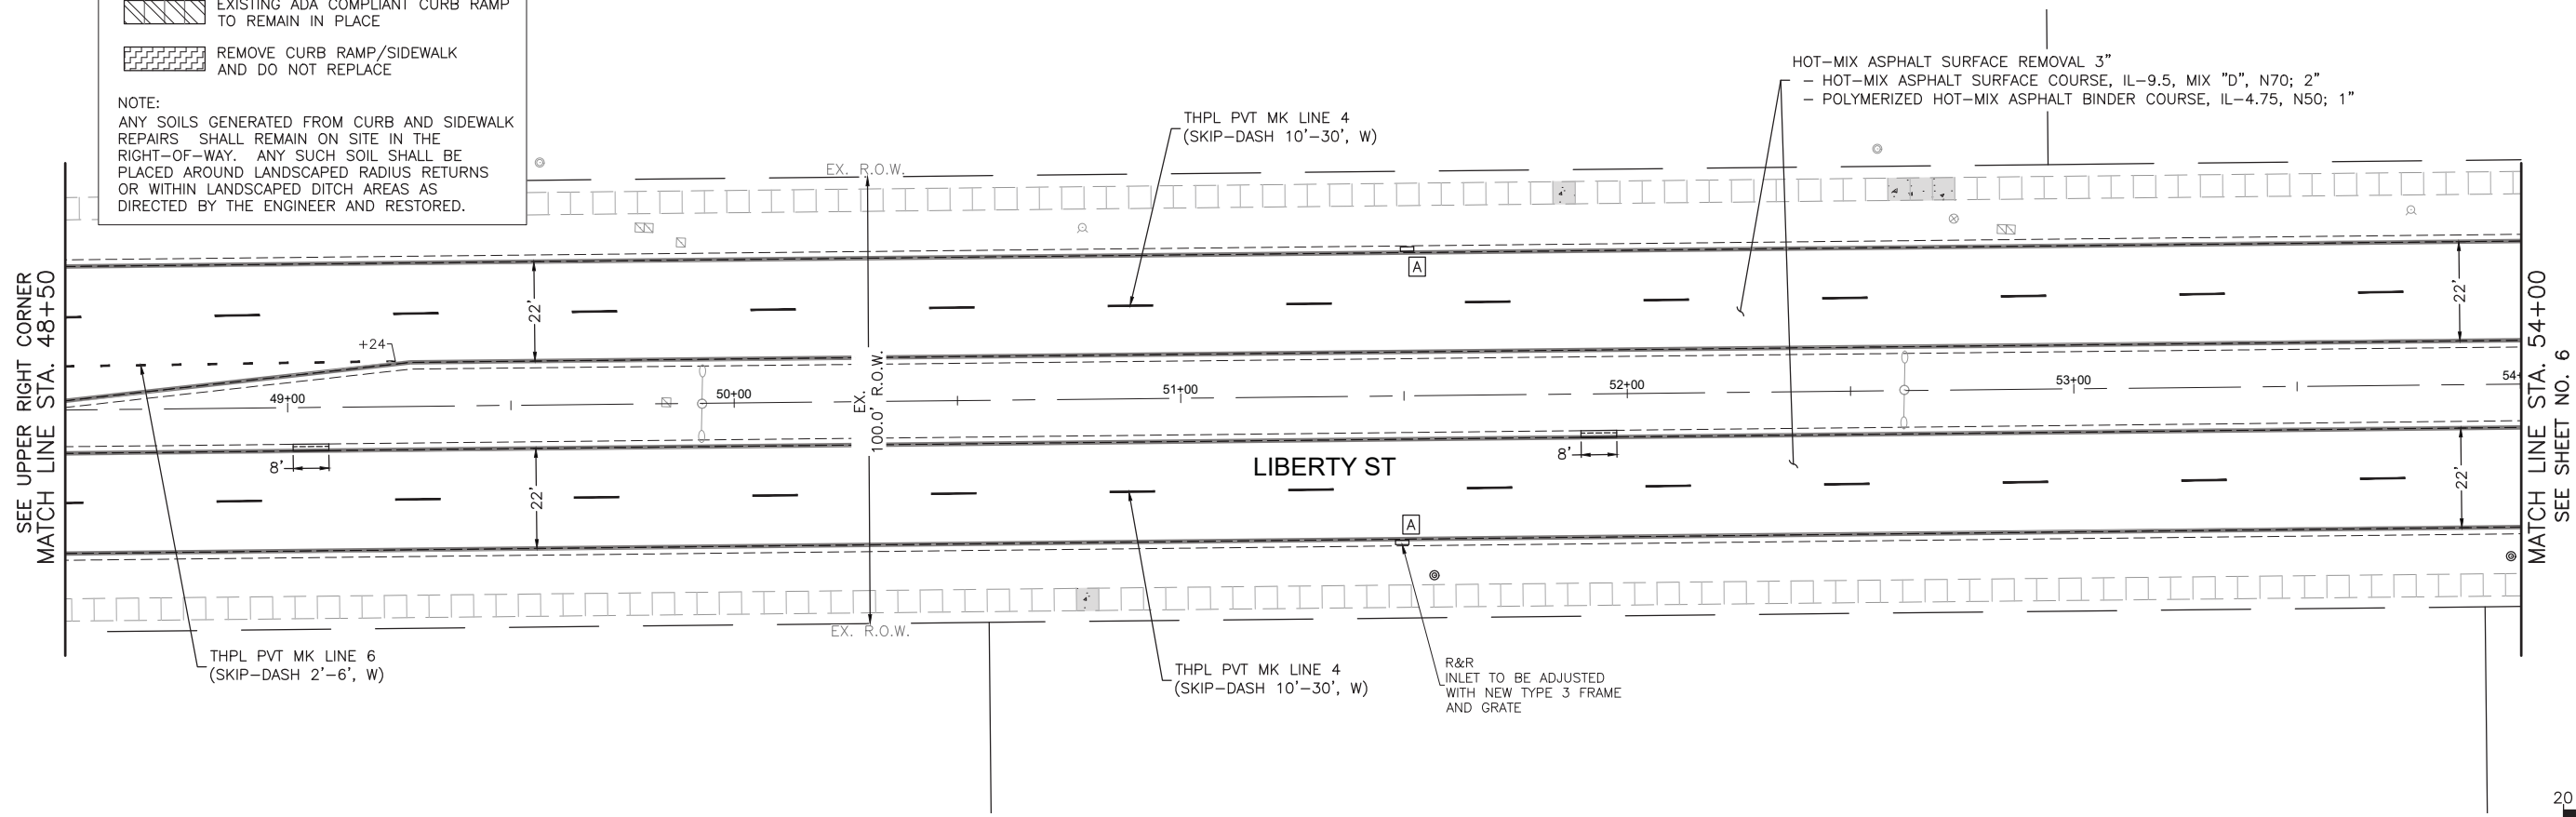 EXISTING ADA COMPLIANT CURB RAMP
TO REMAIN IN PLACE
REMOVE CURB RAMP/SIDEWALK
AND DO NOT REPLACE
NOTE:
ANY SOILS GENERATED FROM CURB AND SIDEWALK
REPAIRS SHALL REMAIN ON SITE IN THE
RIGHT-OF-WAY. ANY SUCH SOIL SHALL BE
PLACED AROUND LANDSCAPED RADIUS RETURNS
OR WITHIN LANDSCAPED DITCH AREAS AS
DIRECTED BY THE ENGINEER AND RESTORED.
HOT-MIX ASPHALT SURFACE REMOVAL 3"
- HOT-MIX ASPHALT SURFACE COURSE, IL-9.5, MIX "D", N70; 2"
- POLYMERIZED HOT-MIX ASPHALT BINDER COURSE, IL-4.75, N50; 1"
THPL PVT MK LINE 4
(SKIP-DASH 10'-30', W)
EX. R.O.W.
A
SEE UPPER RIGHT CORNER
MATCH LINE STA. 48+50
22'
22'
+24
EX.
100.0' R.O.W.
49+00
50+00
51+00
52+00
53+00
54+
8'
8'
LIBERTY ST
22'
22'
A
MATCH LINE STA. 54+00
SEE SHEET NO. 6
EX. R.O.W.
THPL PVT MK LINE 6
(SKIP-DASH 2'-6', W)
THPL PVT MK LINE 4
(SKIP-DASH 10'-30', W)
R&R
INLET TO BE ADJUSTED
WITH NEW TYPE 3 FRAME
AND GRATE
20